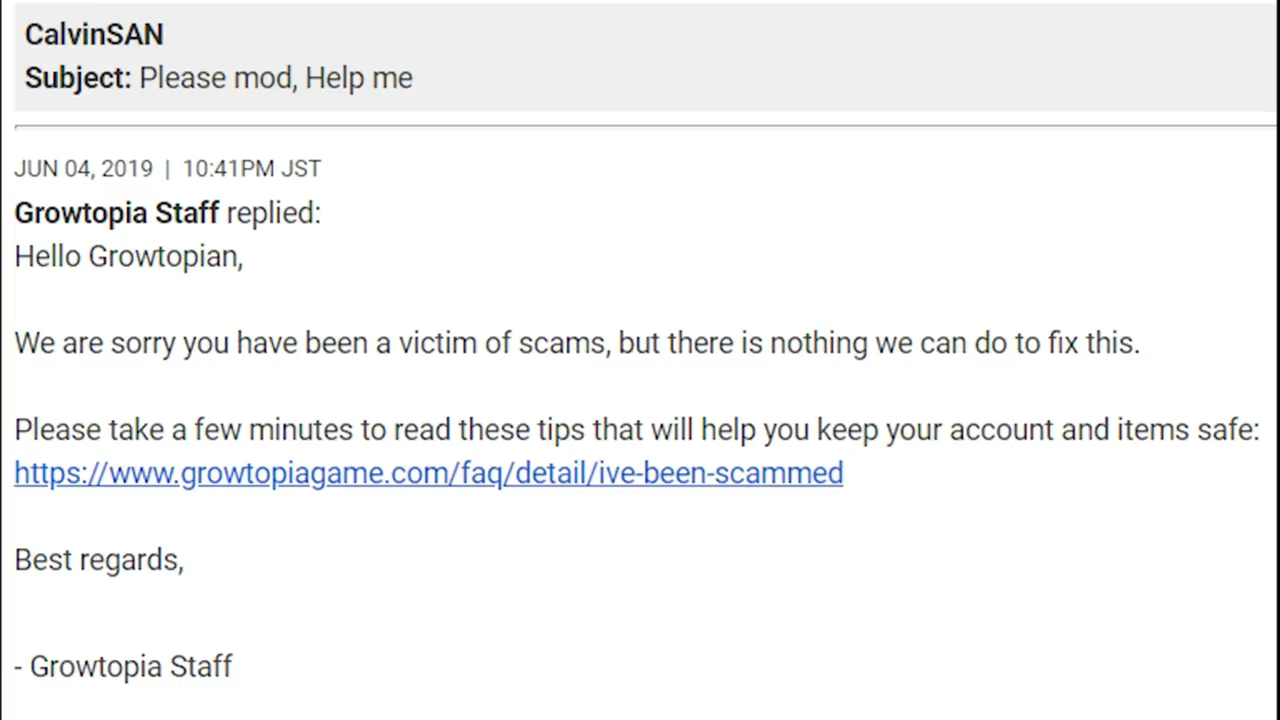 CalvinSAN
Subject: Please mod, Help me
JUN 04, 2019 | 10:41PM JST
Growtopia Staff replied:
Hello Growtopian,
We are sorry you have been a victim of scams, but there is nothing we can do to fix this.
Please take a few minutes to read these tips that will help you keep your account and items safe:
https://www.growtopiagame.com/faq/detail/ive-been-scammed
Best regards,
- Growtopia Staff